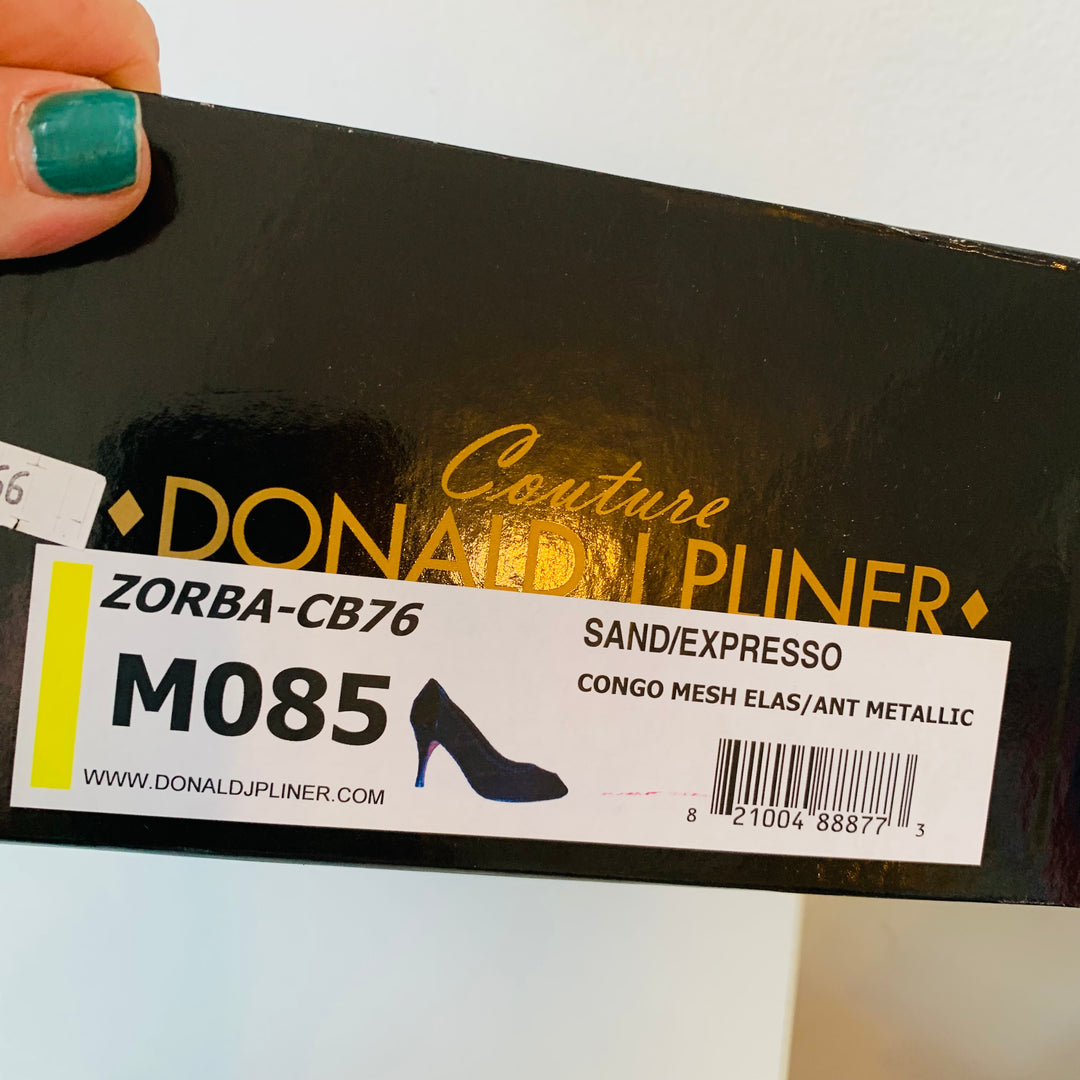 Couture
DONALD J PLINER
ZORBA-CB76
M085
WWW.DONALDJPLINER.COM
SAND/EXPRESSO
CONGO MESH ELAS/ANT METALLIC
8 21004 88877 3